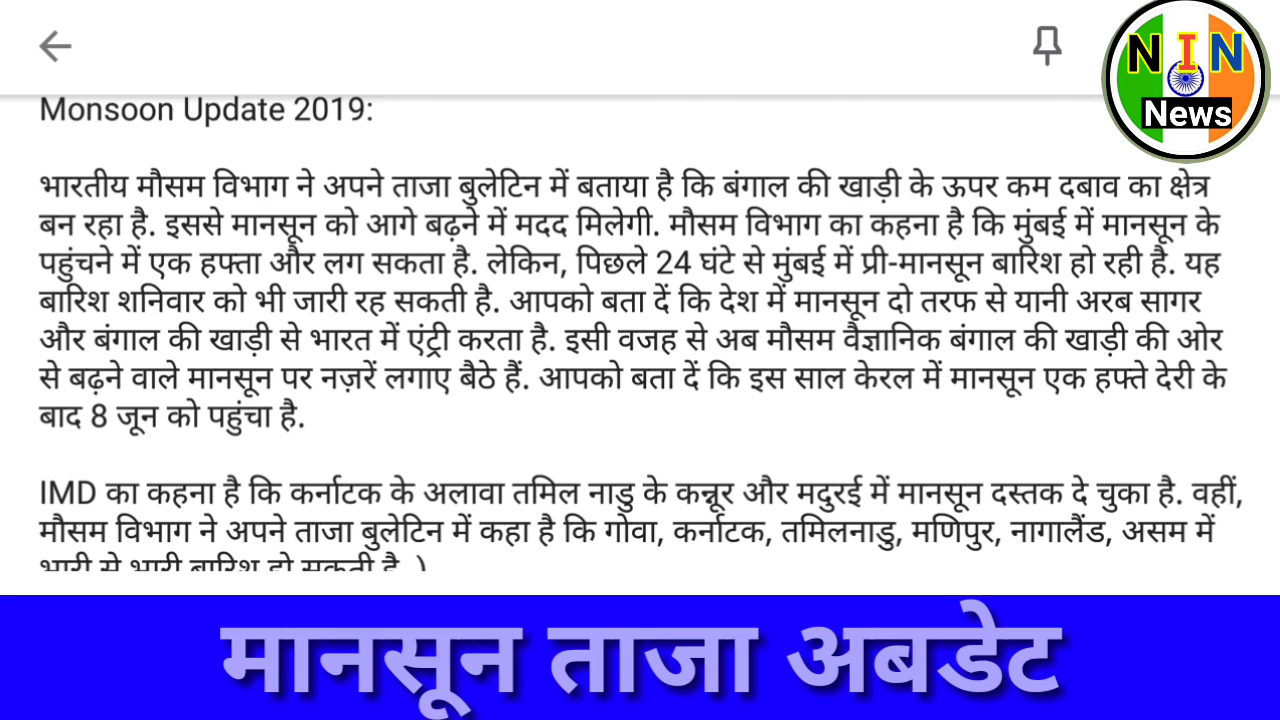 N I N
News
Monsoon Update 2019:
भारतीय मौसम विभाग ने अपने ताजा बुलेटिन में बताया है कि बंगाल की खाड़ी के ऊपर कम दबाव का क्षेत्र
बन रहा है. इससे मानसून को आगे बढ़ने में मदद मिलेगी. मौसम विभाग का कहना है कि मुंबई में मानसून के
पहुंचने में एक हफ्ता और लग सकता है. लेकिन, पिछले 24 घंटे से मुंबई में प्री-मानसून बारिश हो रही है. यह
बारिश शनिवार को भी जारी रह सकती है. आपको बता दें कि देश में मानसून दो तरफ से यानी अरब सागर
और बंगाल की खाड़ी से भारत में एंट्री करता है. इसी वजह से अब मौसम वैज्ञानिक बंगाल की खाड़ी की ओर
से बढ़ने वाले मानसून पर नज़रें लगाए बैठे हैं. आपको बता दें कि इस साल केरल में मानसून एक हफ्ते देरी के
बाद 8 जून को पहुंचा है.
IMD का कहना है कि कर्नाटक के अलावा तमिल नाडु के कन्नूर और मदुरई में मानसून दस्तक दे चुका है. वहीं,
मौसम विभाग ने अपने ताजा बुलेटिन में कहा है कि गोवा, कर्नाटक, तमिलनाडु, मणिपुर, नागालैंड, असम में
भारी से भारी बारिश हो सकती है. )
मानसून ताजा अबडेट